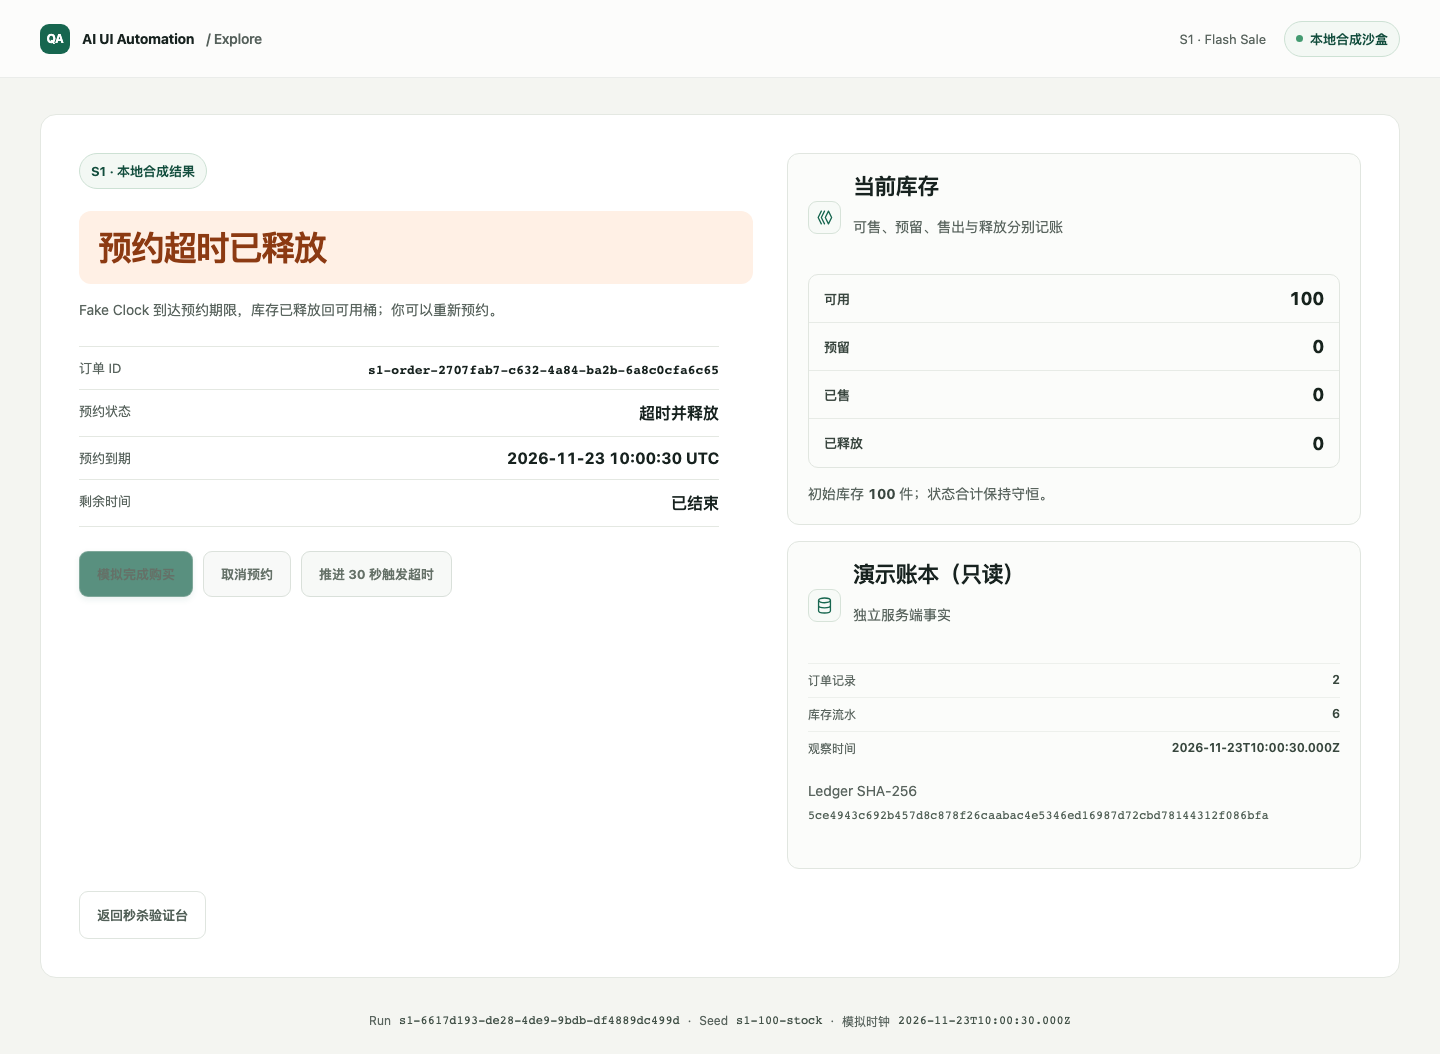 QA AI UI Automation / Explore
S1 · Flash Sale 本地合成沙盒
S1 · 本地合成结果
预约超时已释放
Fake Clock 到达预约期限，库存已释放回可用桶；你可以重新预约。
订单 ID s1-order-2707fab7-c632-4a84-ba2b-6a8c0cfa6c65
预约状态 超时并释放
预约到期 2026-11-23 10:00:30 UTC
剩余时间 已结束
模拟完成购买 取消预约 推进 30 秒触发超时
返回秒杀验证台
当前库存
可售、预留、售出与释放分别记账
可用 100
预留 0
已售 0
已释放 0
初始库存 100 件；状态合计保持守恒。
演示账本（只读）
独立服务端事实
订单记录 2
库存流水 6
观察时间 2026-11-23T10:00:30.000Z
Ledger SHA-256
5ce4943c692b457d8c878f26caabac4e5346ed16987d72cbd78144312f086bfa
Run s1-6617d193-de28-4de9-9bdb-df4889dc499d · Seed s1-100-stock · 模拟时钟 2026-11-23T10:00:30.000Z